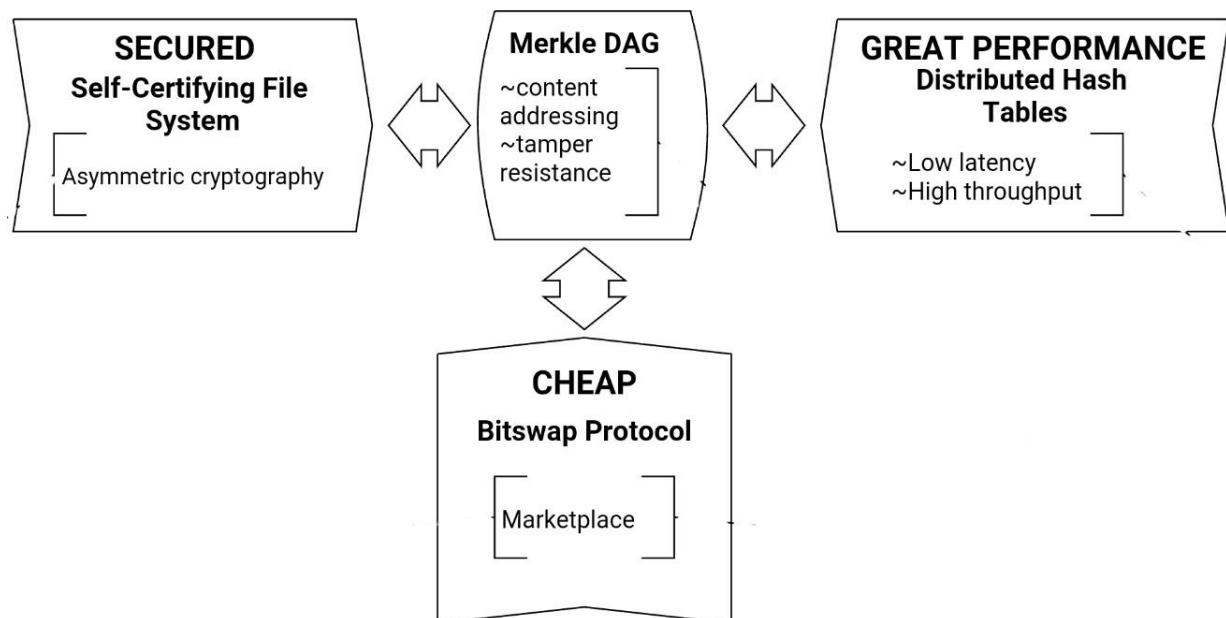 SECURED
Self-Certifying File
System
Asymmetric cryptography
Merkle DAG
~content
addressing
~tamper
resistance
GREAT PERFORMANCE
Distributed Hash
Tables
~Low latency
~High throughput
CHEAP
Bitswap Protocol
Marketplace